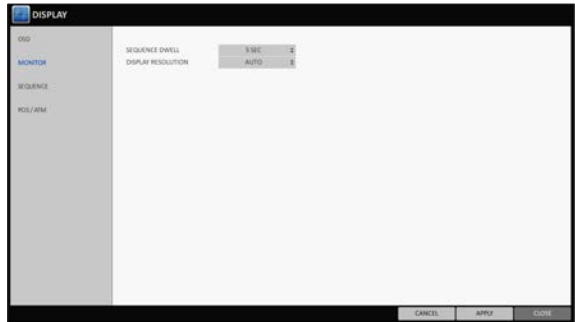 DISPLAY
OSD
MONITOR
SEQUENCE
POS/ATM
SEQUENCE DWELL 5 SEC
DISPLAY RESOLUTION AUTO
CANCEL APPLY CLOSE